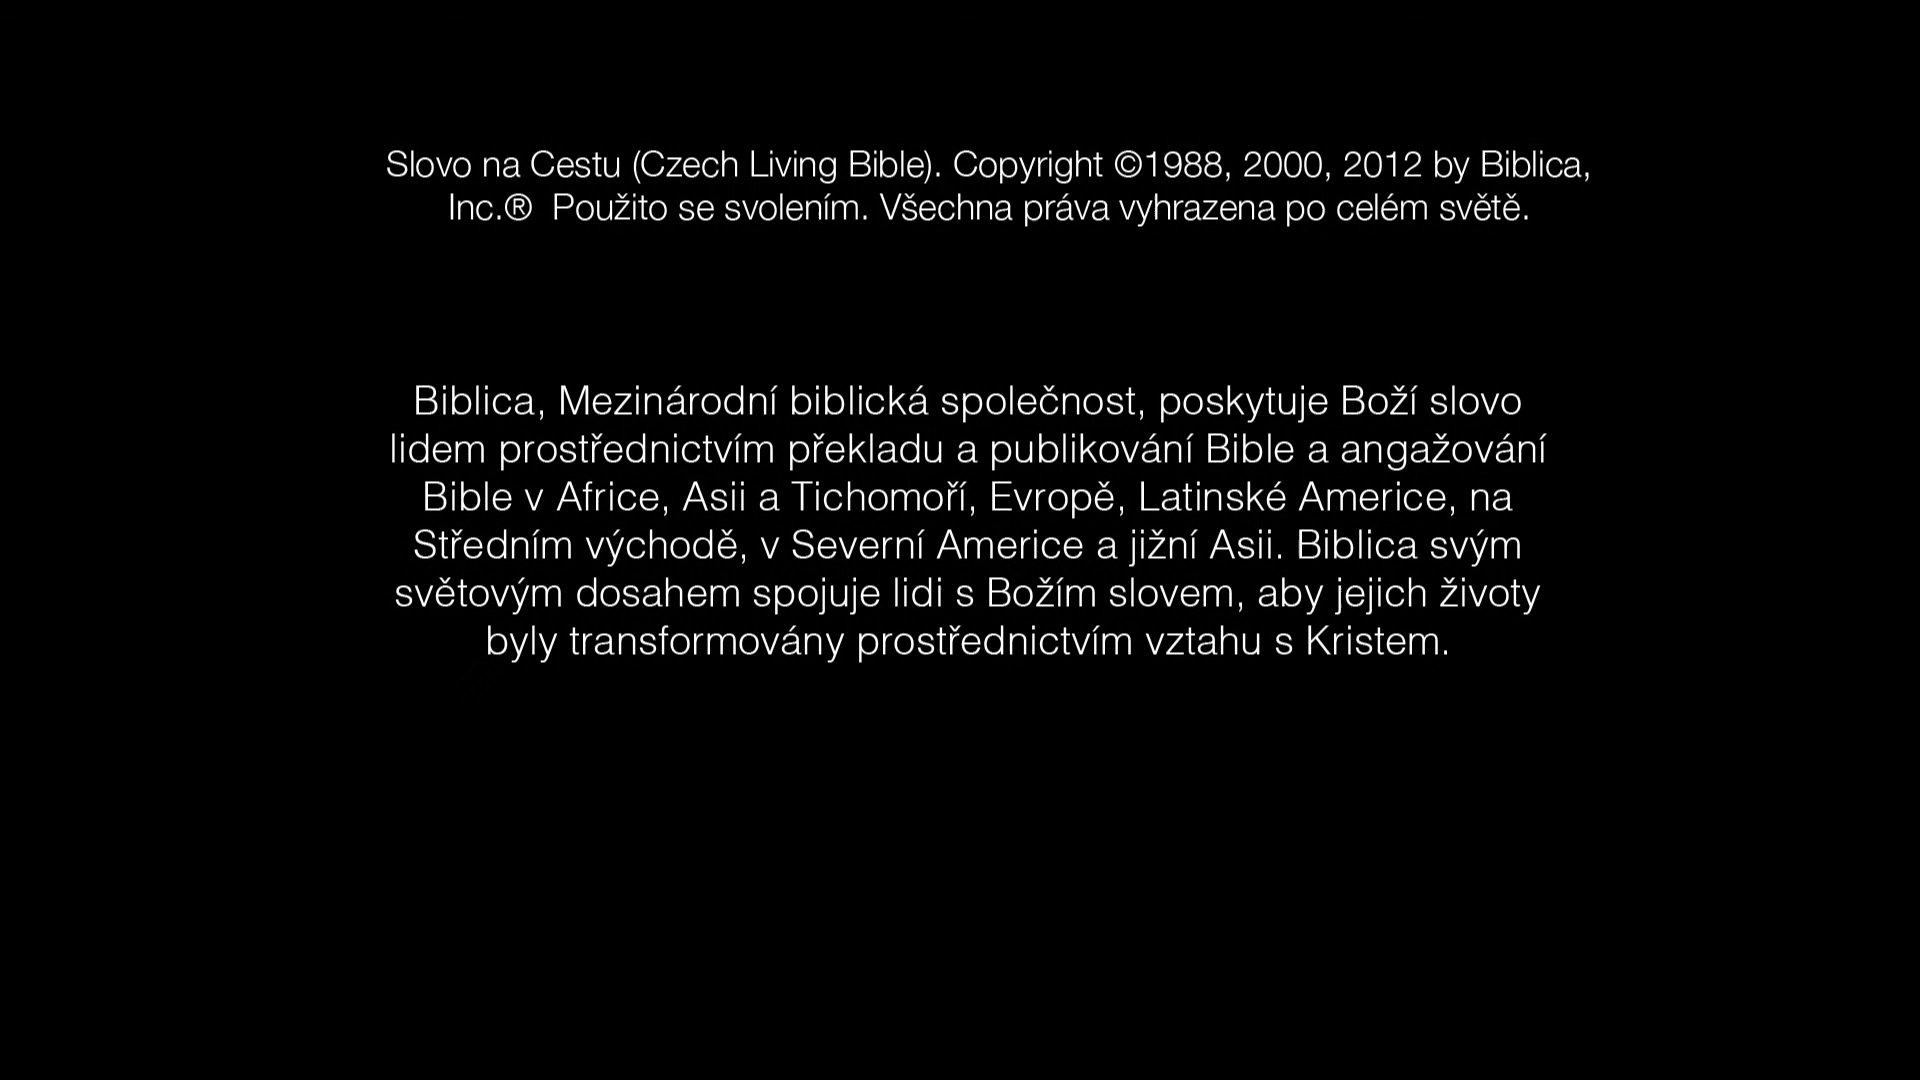 Slovo na Cestu (Czech Living Bible). Copyright ©1988, 2000, 2012 by Biblica,
Inc.®  Použito se svolením. Všechna práva vyhrazena po celém světě.
Biblica, Mezinárodní biblická společnost, poskytuje Boží slovo
lidem prostřednictvím překladu a publikování Bible a angažování
Bible v Africe, Asii a Tichomoří, Evropě, Latinské Americe, na
Středním východě, v Severní Americe a jižní Asii. Biblica svým
světovým dosahem spojuje lidi s Božím slovem, aby jejich životy
byly transformovány prostřednictvím vztahu s Kristem.